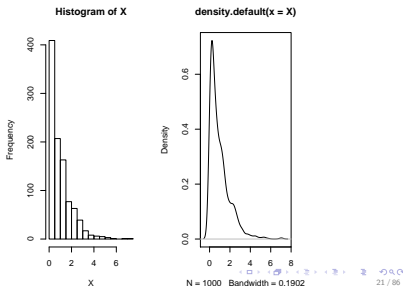 Histogram of X
Frequency
0 100 200 300 400
0 2 4 6
X
density.default(x = X)
Density
0.0 0.2 0.4 0.6
0 2 4 6 8
N = 1000 Bandwidth = 0.1902
21 / 86